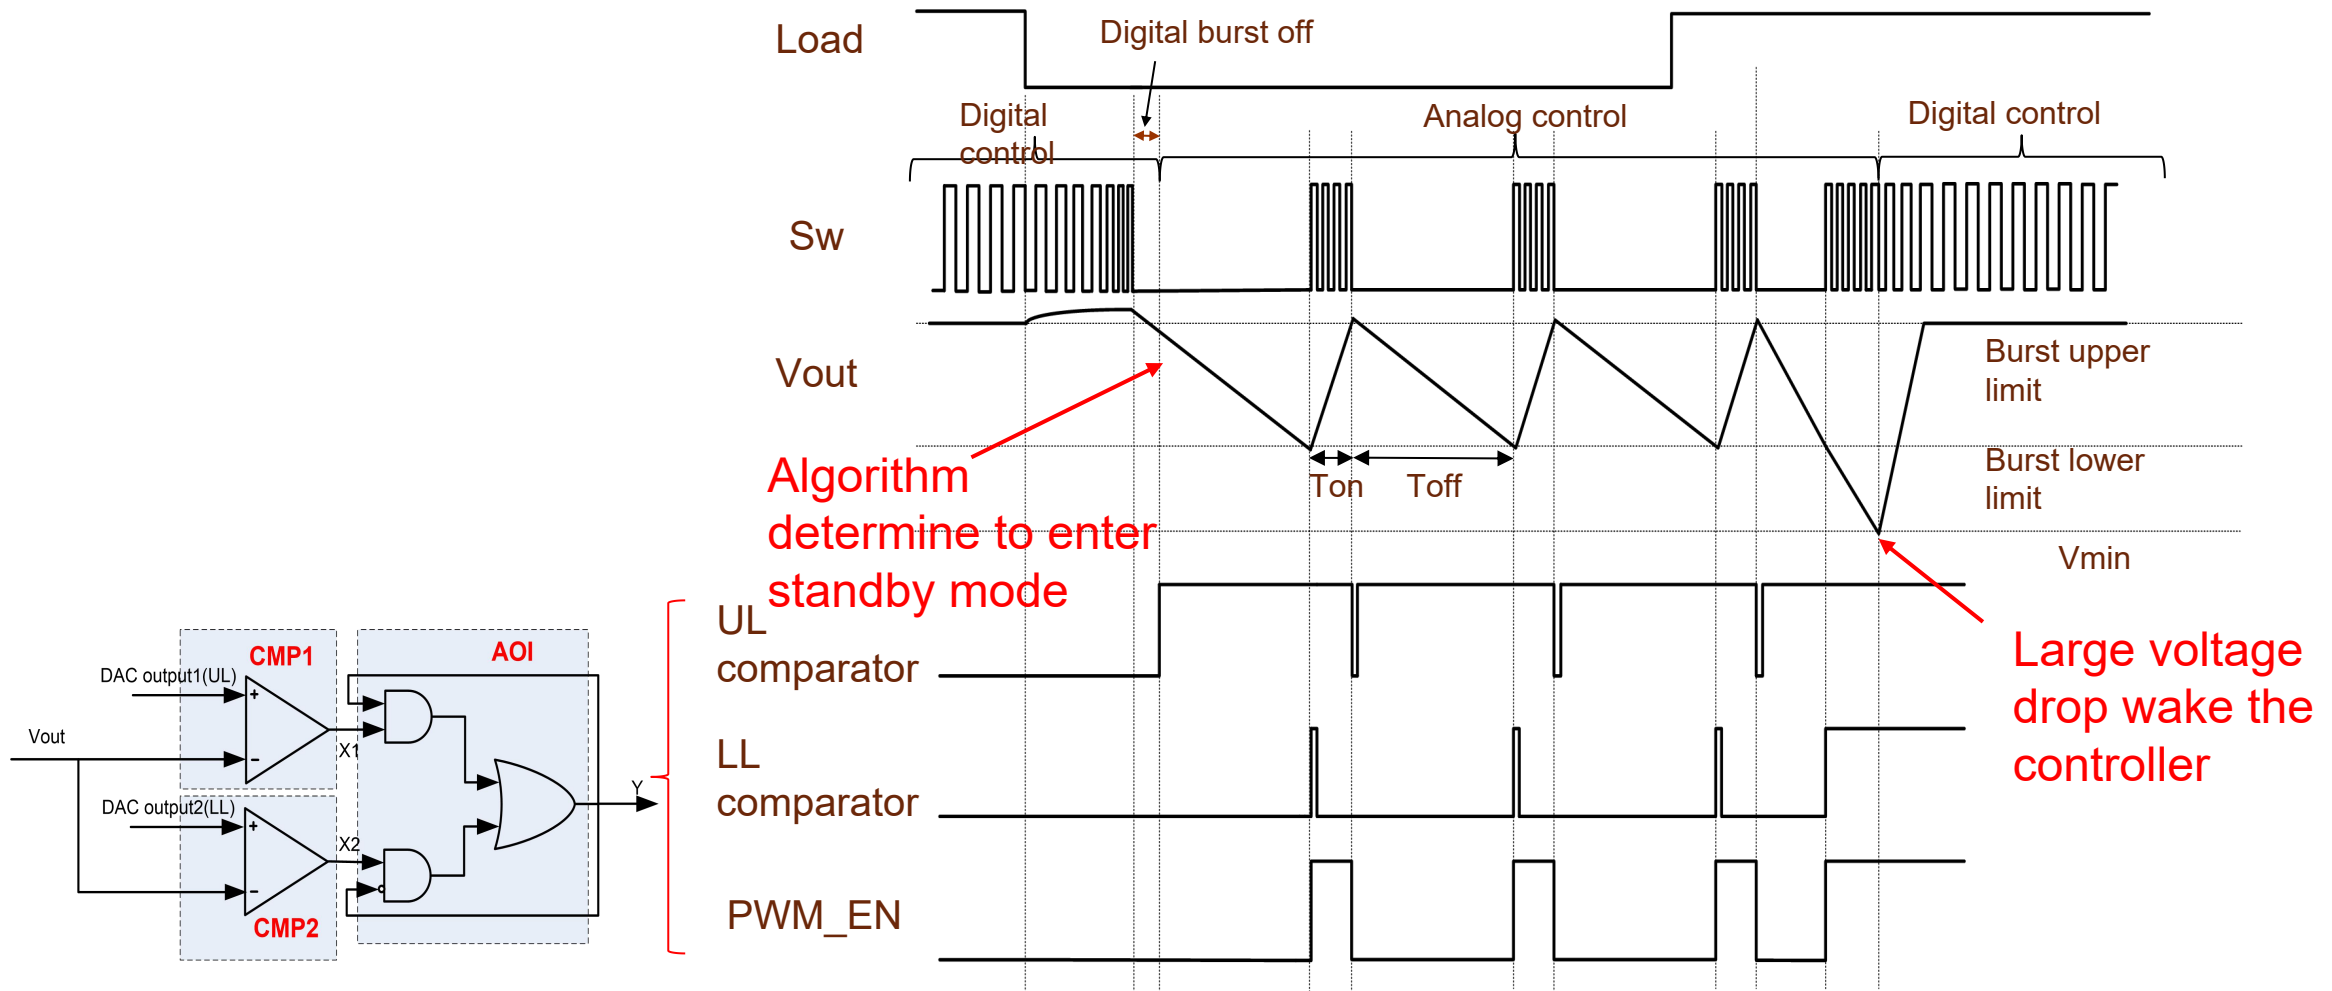 Load
Digital burst off
Digital
control
Analog control
Digital control
Sw
Vout
Burst upper
limit
Burst lower
limit
Ton
Toff
Vmin
Algorithm
determine to enter
standby mode
Large voltage
drop wake the
controller
UL
comparator
LL
comparator
PWM_EN
CMP1
AOI
DAC output1(UL)
+
Vout
−
X1
Y
DAC output2(LL)
+
X2
−
CMP2